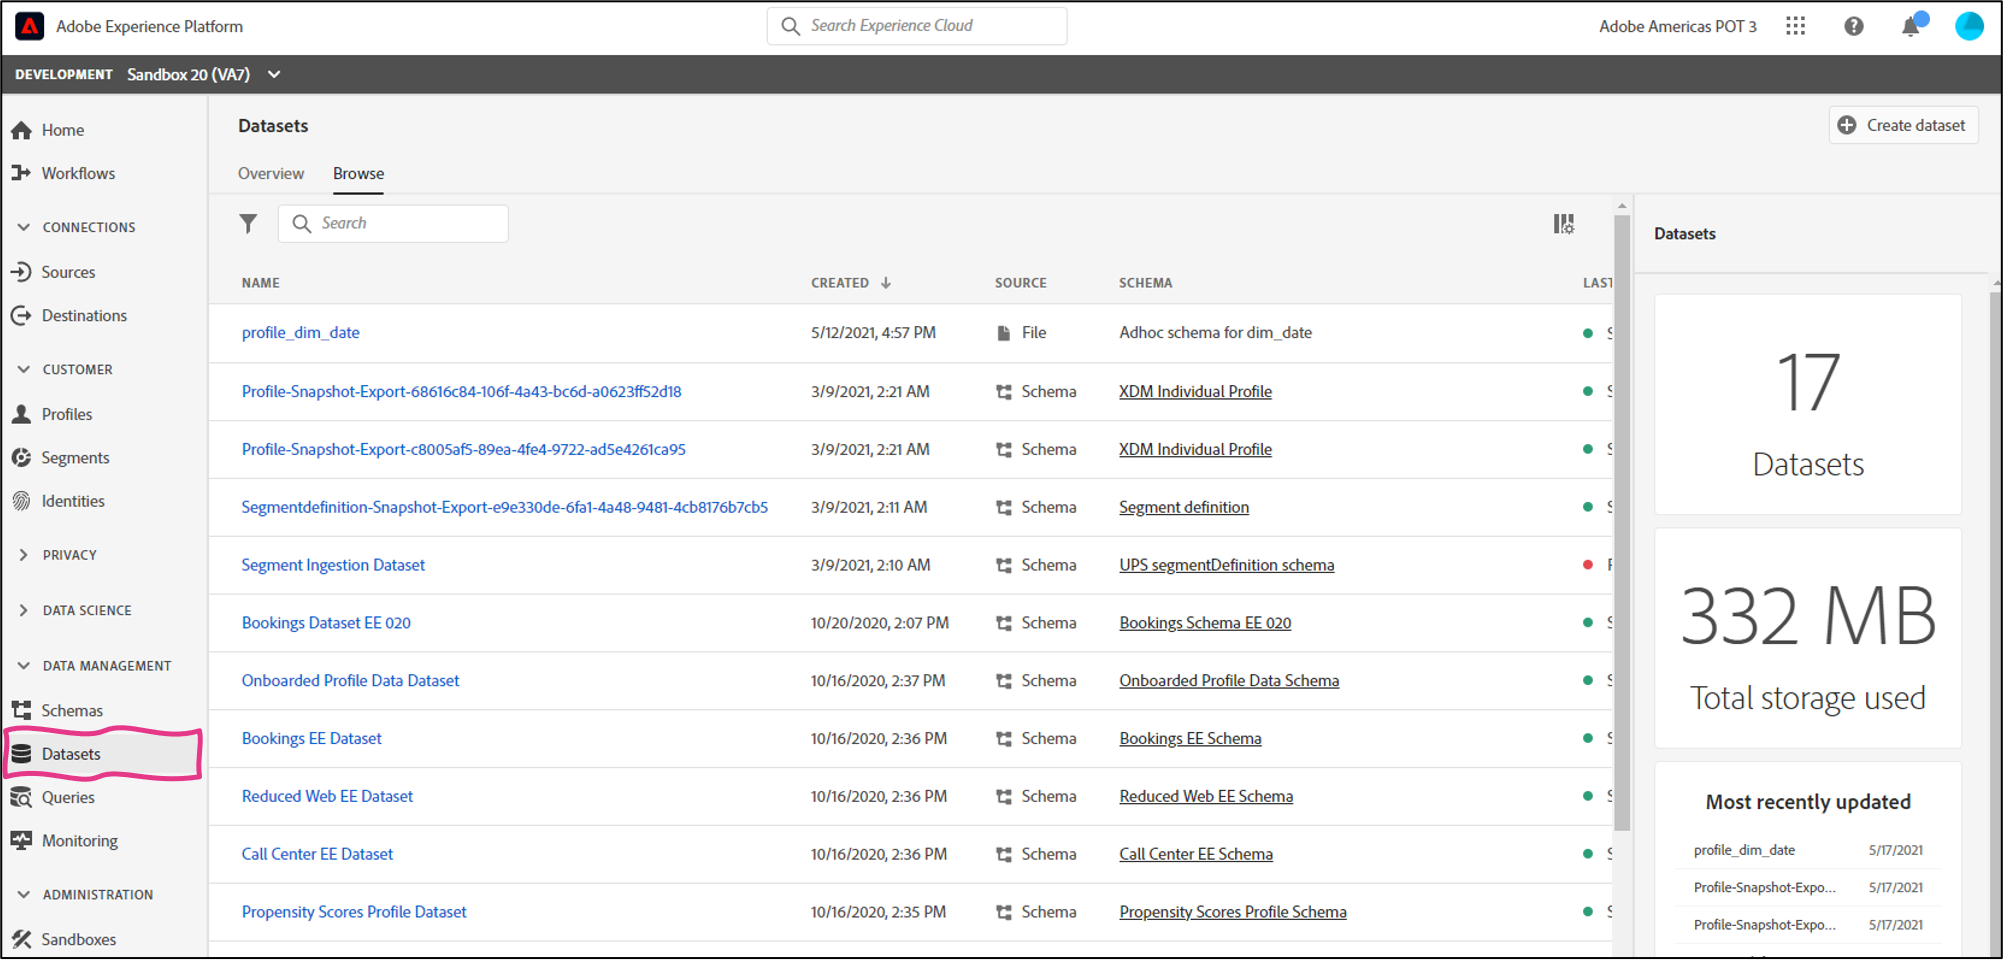 Adobe Experience Platform
Search Experience Cloud
Adobe Americas POT 3
DEVELOPMENT Sandbox 20 (VA7)
Home
Workflows
CONNECTIONS
Sources
Destinations
CUSTOMER
Profiles
Segments
Identities
PRIVACY
DATA SCIENCE
DATA MANAGEMENT
Schemas
Datasets
Queries
Monitoring
ADMINISTRATION
Sandboxes
Datasets
Create dataset
Overview Browse
Search
NAME CREATED SOURCE SCHEMA LAST
profile_dim_date 5/12/2021, 4:57 PM File Adhoc schema for dim_date
Profile-Snapshot-Export-68616c84-106f-4a43-bc6d-a0623ff52d18 3/9/2021, 2:21 AM Schema XDM Individual Profile
Profile-Snapshot-Export-c8005af5-89ea-4fe4-9722-ad5e4261ca95 3/9/2021, 2:21 AM Schema XDM Individual Profile
Segmentdefinition-Snapshot-Export-e9e330de-6fa1-4a48-9481-4cb8176b7cb5 3/9/2021, 2:11 AM Schema Segment definition
Segment Ingestion Dataset 3/9/2021, 2:10 AM Schema UPS segmentDefinition schema
Bookings Dataset EE 020 10/20/2020, 2:07 PM Schema Bookings Schema EE 020
Onboarded Profile Data Dataset 10/16/2020, 2:37 PM Schema Onboarded Profile Data Schema
Bookings EE Dataset 10/16/2020, 2:36 PM Schema Bookings EE Schema
Reduced Web EE Dataset 10/16/2020, 2:36 PM Schema Reduced Web EE Schema
Call Center EE Dataset 10/16/2020, 2:36 PM Schema Call Center EE Schema
Propensity Scores Profile Dataset 10/16/2020, 2:35 PM Schema Propensity Scores Profile Schema
Datasets
17
Datasets
332 MB
Total storage used
Most recently updated
profile_dim_date 5/17/2021
Profile-Snapshot-Expo... 5/17/2021
Profile-Snapshot-Expo... 5/17/2021